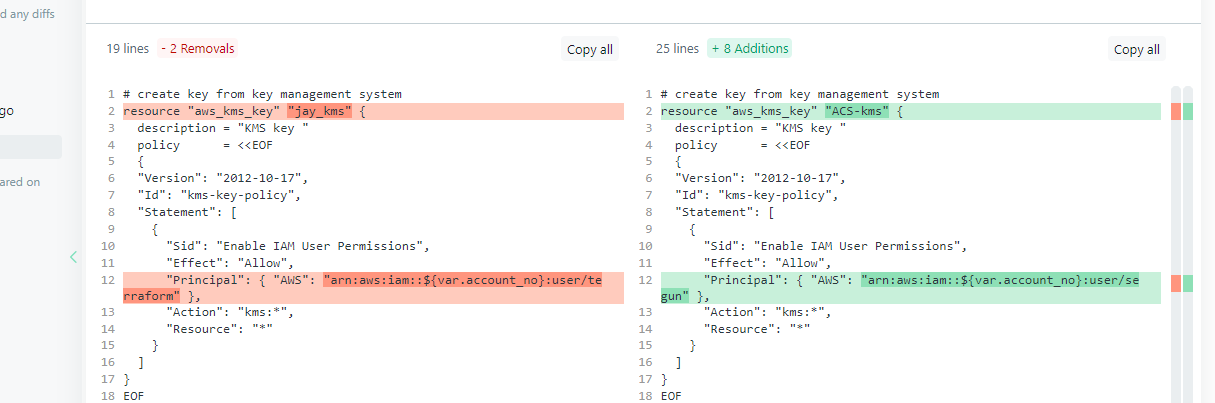 d any diffs
go
ared on
19 lines - 2 Removals Copy all
1 # create key from key management system
2 resource "aws_kms_key" "jay_kms" {
3 description = "KMS key "
4 policy = <<EOF
5 {
6 "Version": "2012-10-17",
7 "Id": "kms-key-policy",
8 "Statement": [
9 {
10 "Sid": "Enable IAM User Permissions",
11 "Effect": "Allow",
12 "Principal": { "AWS": "arn:aws:iam::${var.account_no}:user/te
rraform" },
13 "Action": "kms:*",
14 "Resource": "*"
15 }
16 ]
17 }
18 EOF
25 lines + 8 Additions Copy all
1 # create key from key management system
2 resource "aws_kms_key" "ACS-kms" {
3 description = "KMS key "
4 policy = <<EOF
5 {
6 "Version": "2012-10-17",
7 "Id": "kms-key-policy",
8 "Statement": [
9 {
10 "Sid": "Enable IAM User Permissions",
11 "Effect": "Allow",
12 "Principal": { "AWS": "arn:aws:iam::${var.account_no}:user/se
gun" },
13 "Action": "kms:*",
14 "Resource": "*"
15 }
16 ]
17 }
18 EOF